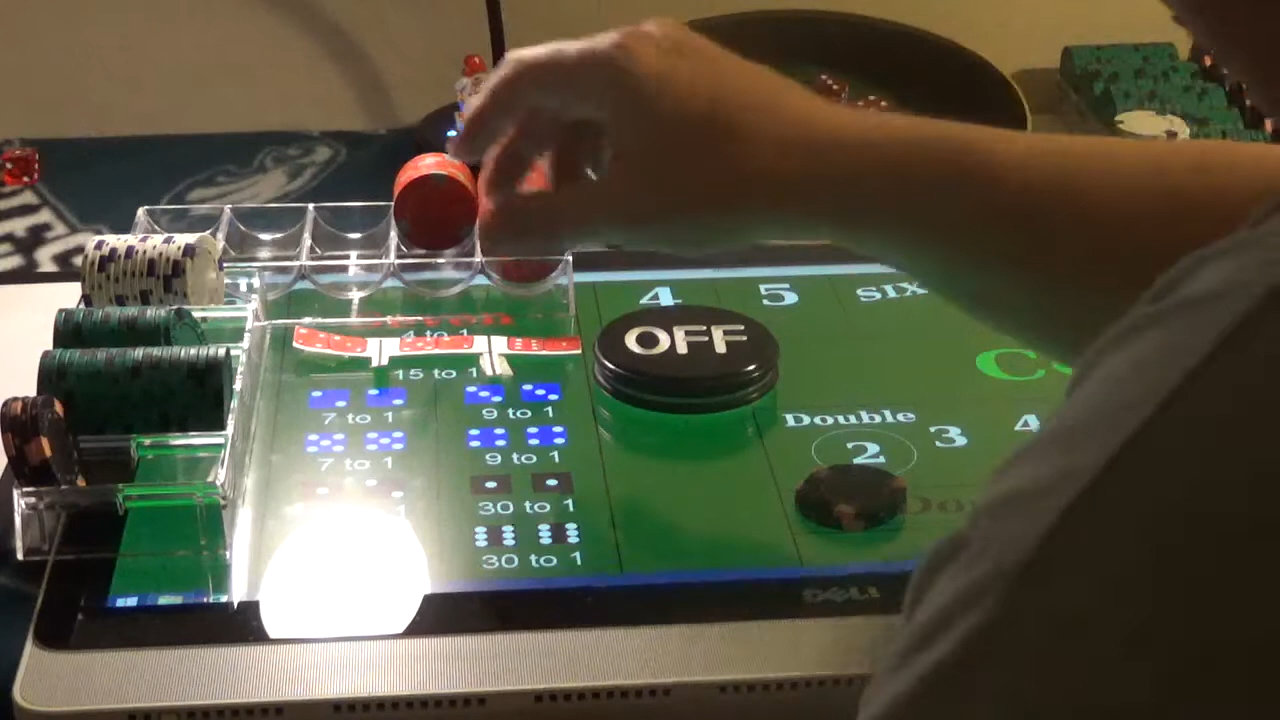 4 5 SIX
Seven
4 to 1
OFF
15 to 1
7 to 1 9 to 1
Double
2 3 4
7 to 1 9 to 1
30 to 1
30 to 1
DELL